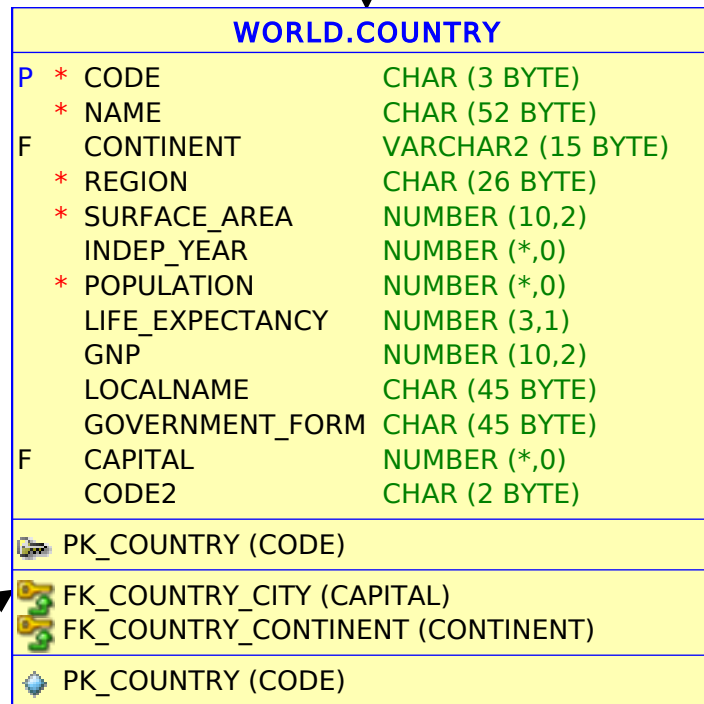 WORLD.COUNTRY
P * CODE CHAR (3 BYTE)
* NAME CHAR (52 BYTE)
F CONTINENT VARCHAR2 (15 BYTE)
* REGION CHAR (26 BYTE)
* SURFACE_AREA NUMBER (10,2)
INDEP_YEAR NUMBER (*,0)
* POPULATION NUMBER (*,0)
LIFE_EXPECTANCY NUMBER (3,1)
GNP NUMBER (10,2)
LOCALNAME CHAR (45 BYTE)
GOVERNMENT_FORM CHAR (45 BYTE)
F CAPITAL NUMBER (*,0)
CODE2 CHAR (2 BYTE)
PK_COUNTRY (CODE)
FK_COUNTRY_CITY (CAPITAL)
FK_COUNTRY_CONTINENT (CONTINENT)
PK_COUNTRY (CODE)